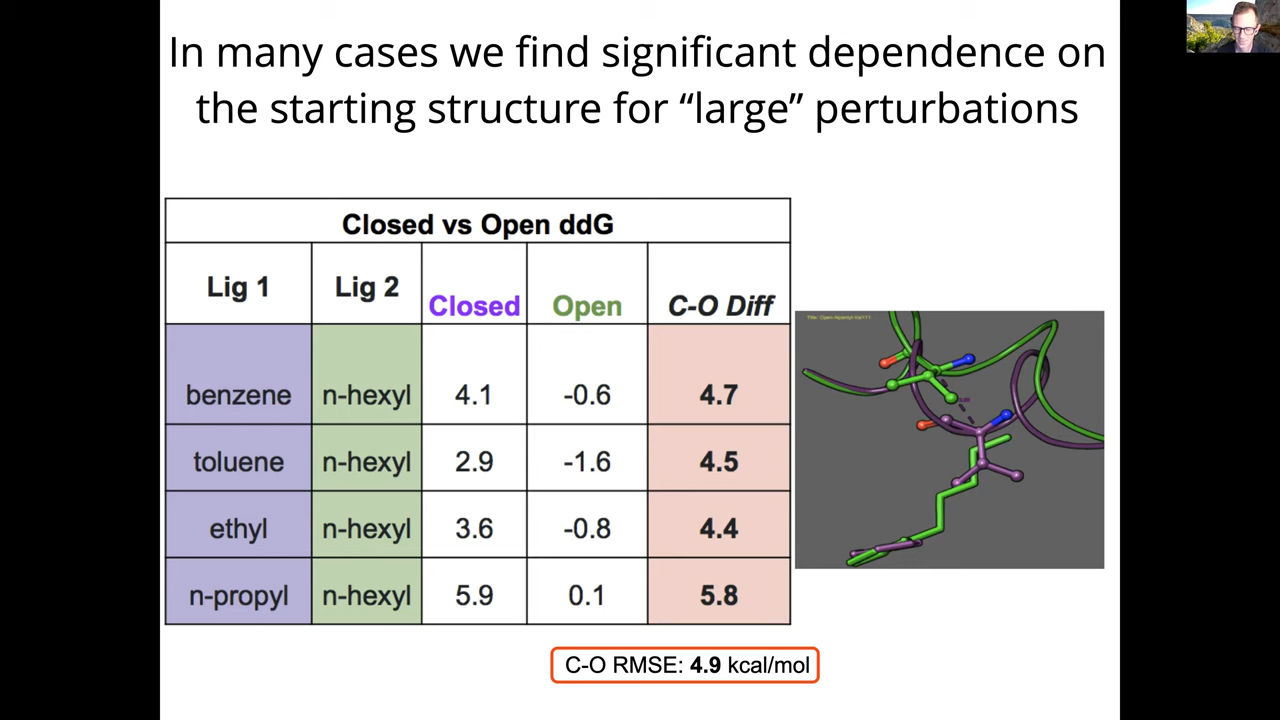 In many cases we find significant dependence on
the starting structure for “large” perturbations
Closed vs Open ddG
Lig 1 Lig 2 Closed Open C-O Diff
benzene n-hexyl 4.1 -0.6 4.7
toluene n-hexyl 2.9 -1.6 4.5
ethyl n-hexyl 3.6 -0.8 4.4
n-propyl n-hexyl 5.9 0.1 5.8
C-O RMSE: 4.9 kcal/mol